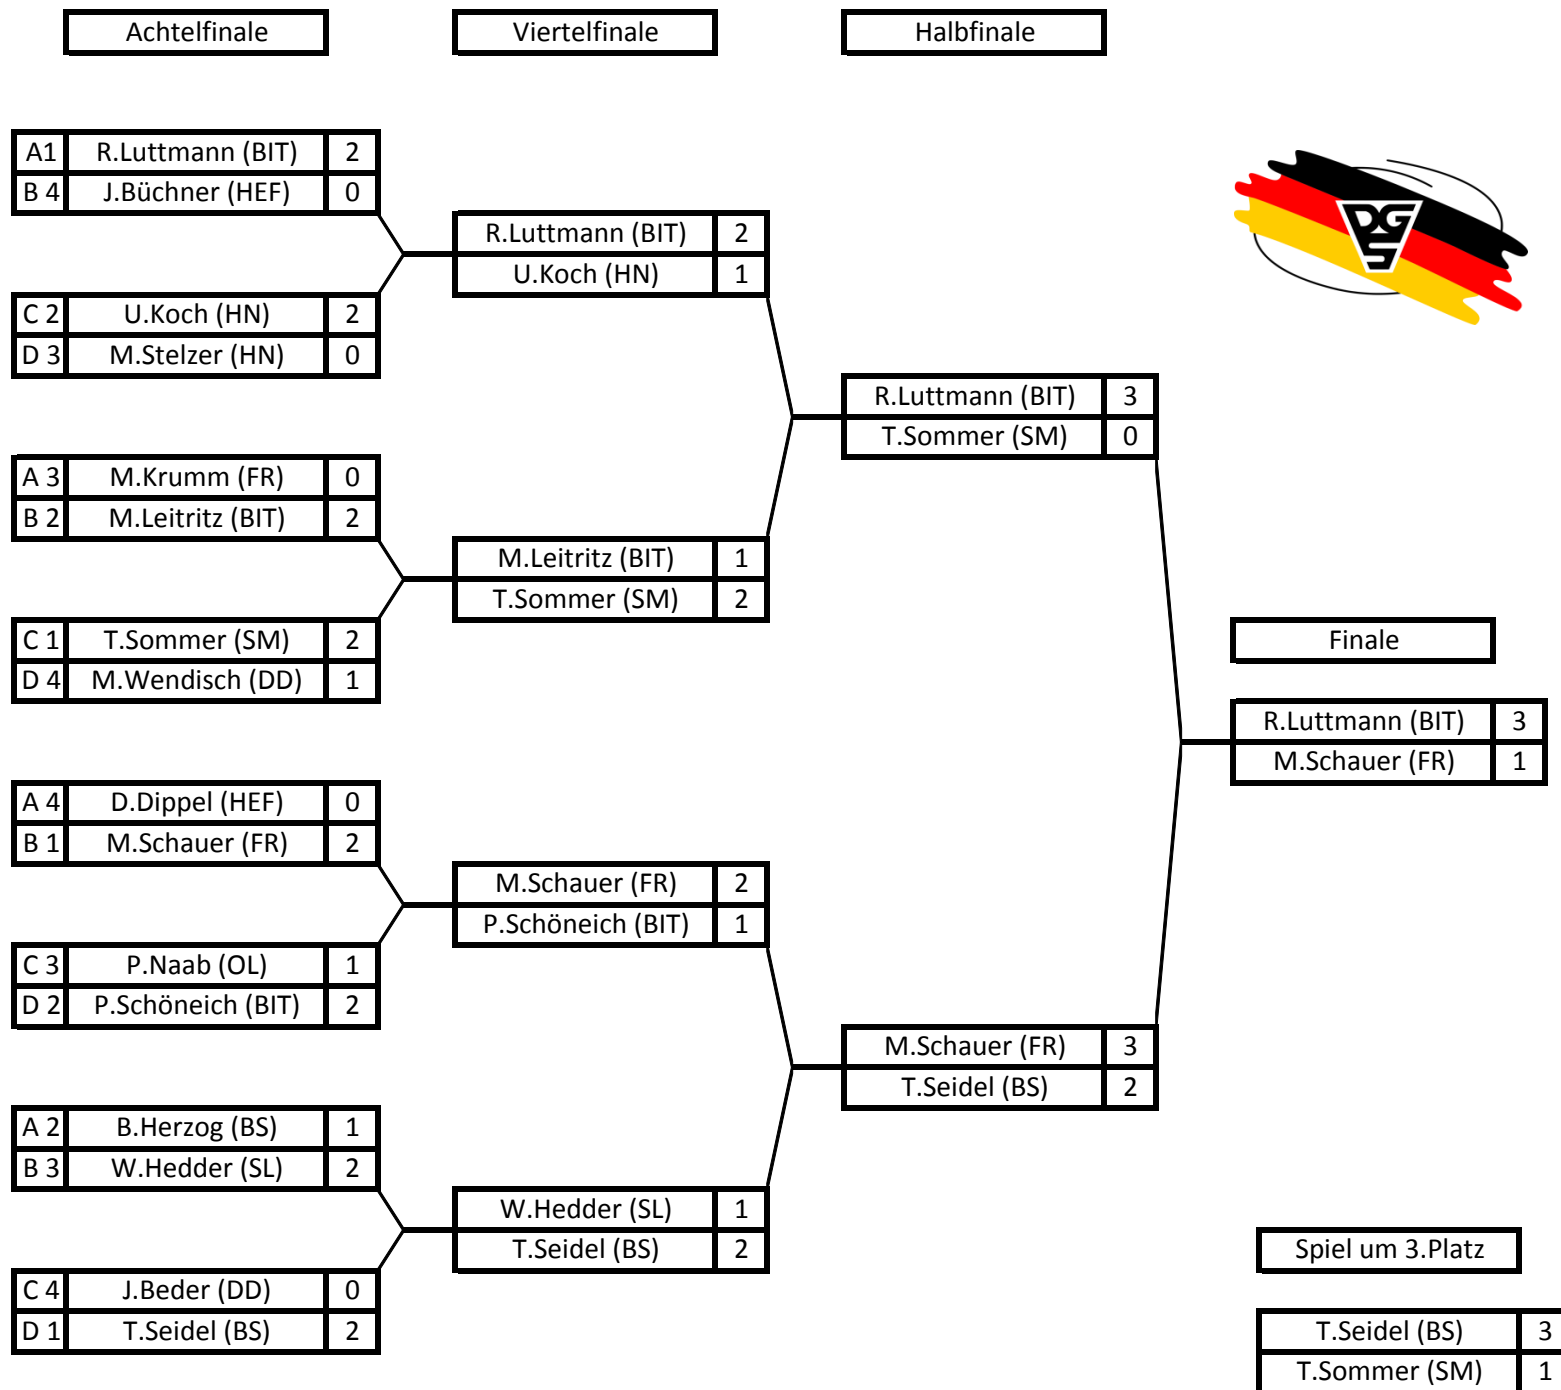 Achtelfinale Viertelfinale Halbfinale
A1 R.Luttmann (BIT) 2
B 4 J.Büchner (HEF) 0
R.Luttmann (BIT) 2
U.Koch (HN) 1
C 2 U.Koch (HN) 2
D 3 M.Stelzer (HN) 0
DGS
R.Luttmann (BIT) 3
T.Sommer (SM) 0
A 3 M.Krumm (FR) 0
B 2 M.Leitritz (BIT) 2
M.Leitritz (BIT) 1
T.Sommer (SM) 2
C 1 T.Sommer (SM) 2
D 4 M.Wendisch (DD) 1
Finale
R.Luttmann (BIT) 3
M.Schauer (FR) 1
A 4 D.Dippel (HEF) 0
B 1 M.Schauer (FR) 2
M.Schauer (FR) 2
P.Schöneich (BIT) 1
C 3 P.Naab (OL) 1
D 2 P.Schöneich (BIT) 2
M.Schauer (FR) 3
T.Seidel (BS) 2
A 2 B.Herzog (BS) 1
B 3 W.Hedder (SL) 2
W.Hedder (SL) 1
T.Seidel (BS) 2
C 4 J.Beder (DD) 0
D 1 T.Seidel (BS) 2
Spiel um 3.Platz
T.Seidel (BS) 3
T.Sommer (SM) 1